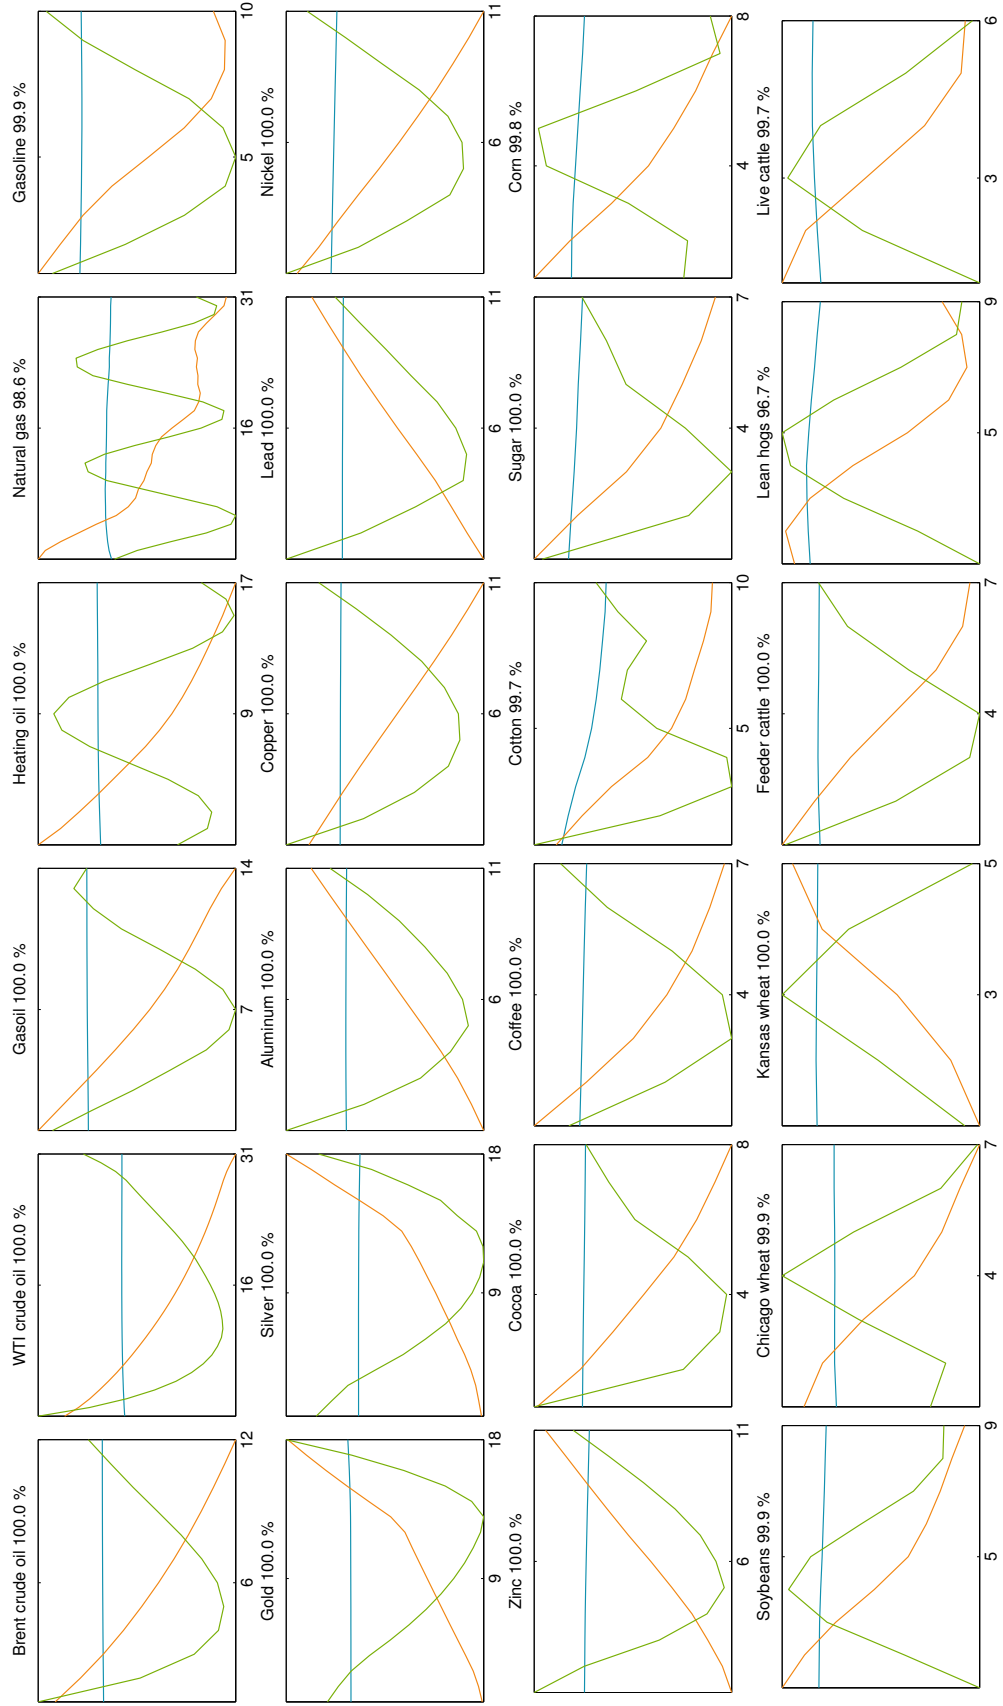 Brent crude oil 100.0 %
WTI crude oil 100.0 %
Gasoil 100.0 %
Heating oil 100.0 %
Natural gas 98.6 %
Gasoline 99.9 %
6 12
16 31
7 14
9 17
16 31
5 10
Gold 100.0 %
Silver 100.0 %
Aluminum 100.0 %
Copper 100.0 %
Lead 100.0 %
Nickel 100.0 %
9 18
9 18
6 11
6 11
6 11
6 11
Zinc 100.0 %
Cocoa 100.0 %
Coffee 100.0 %
Cotton 99.7 %
Sugar 100.0 %
Corn 99.8 %
6 11
4 8
4 7
5 10
4 7
4 8
Soybeans 99.9 %
Chicago wheat 99.9 %
Kansas wheat 100.0 %
Feeder cattle 100.0 %
Lean hogs 96.7 %
Live cattle 99.7 %
5 9
4 7
3 5
4 7
5 9
3 6